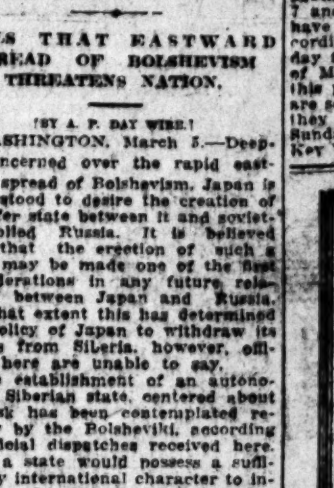 S THAT EASTWARD
READ OF BOLSHEVISM
THREATENS NATION.
[BY A. P. DAY WIRE.]
ASHINGTON, March 5.—Deep-
ncerned over the rapid east-
spread of Bolshevism, Japan is
stood to desire the creation of
fer state between it and soviet-
olled Russia. It is believed
that the erection of such a
may be made one of the first
derations in any future rela-
between Japan and Russia.
hat extent this has determined
olicy of Japan to withdraw its
s from Siberia, however, offi-
here are unable to say.
establishment of an autono-
Siberian state, centered about
sk has been contemplated re-
by the Bolsheviki, according
ficial dispatches received here.
a state would possess a suffi-
y international character to in-
7 an
have
cordi
day
of M
this
are
they
Sund
Key